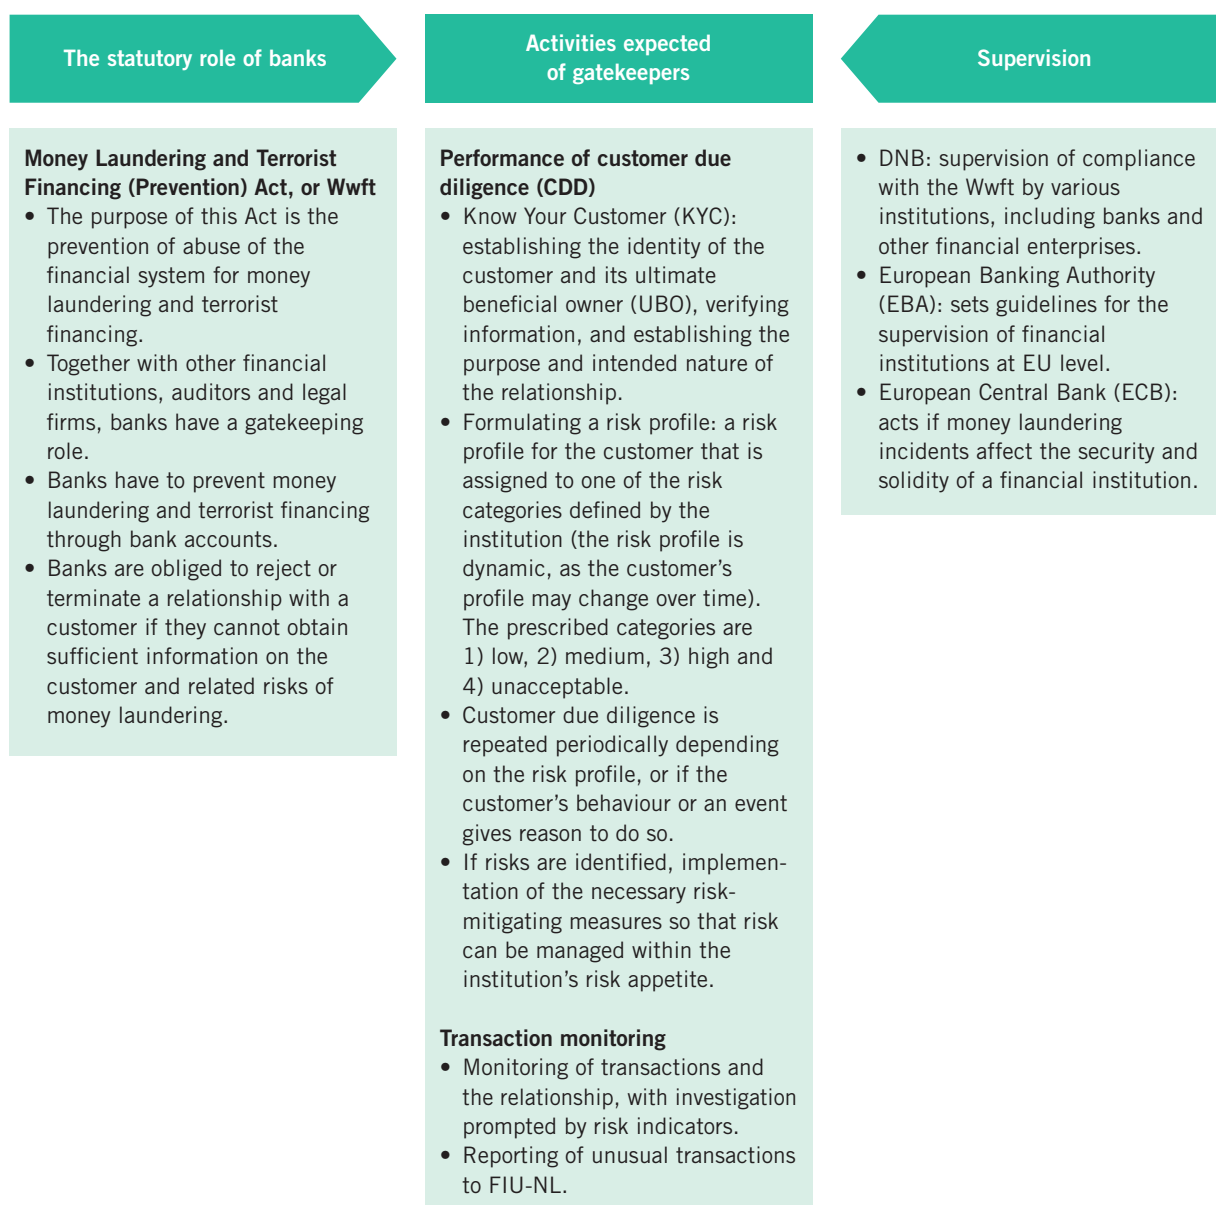 The statutory role of banks
Money Laundering and Terrorist
Financing (Prevention) Act, or Wwft
• The purpose of this Act is the
prevention of abuse of the
financial system for money
laundering and terrorist
financing.
• Together with other financial
institutions, auditors and legal
firms, banks have a gatekeeping
role.
• Banks have to prevent money
laundering and terrorist financing
through bank accounts.
• Banks are obliged to reject or
terminate a relationship with a
customer if they cannot obtain
sufficient information on the
customer and related risks of
money laundering.
Activities expected
of gatekeepers
Performance of customer due
diligence (CDD)
• Know Your Customer (KYC):
establishing the identity of the
customer and its ultimate
beneficial owner (UBO), verifying
information, and establishing the
purpose and intended nature of
the relationship.
• Formulating a risk profile: a risk
profile for the customer that is
assigned to one of the risk
categories defined by the
institution (the risk profile is
dynamic, as the customer's
profile may change over time).
The prescribed categories are
1) low, 2) medium, 3) high and
4) unacceptable.
• Customer due diligence is
repeated periodically depending
on the risk profile, or if the
customer's behaviour or an event
gives reason to do so.
• If risks are identified, implemen-
tation of the necessary risk-
mitigating measures so that risk
can be managed within the
institution's risk appetite.
Transaction monitoring
• Monitoring of transactions and
the relationship, with investigation
prompted by risk indicators.
• Reporting of unusual transactions
to FIU-NL.
Supervision
• DNB: supervision of compliance
with the Wwft by various
institutions, including banks and
other financial enterprises.
• European Banking Authority
(EBA): sets guidelines for the
supervision of financial
institutions at EU level.
• European Central Bank (ECB):
acts if money laundering
incidents affect the security and
solidity of a financial institution.